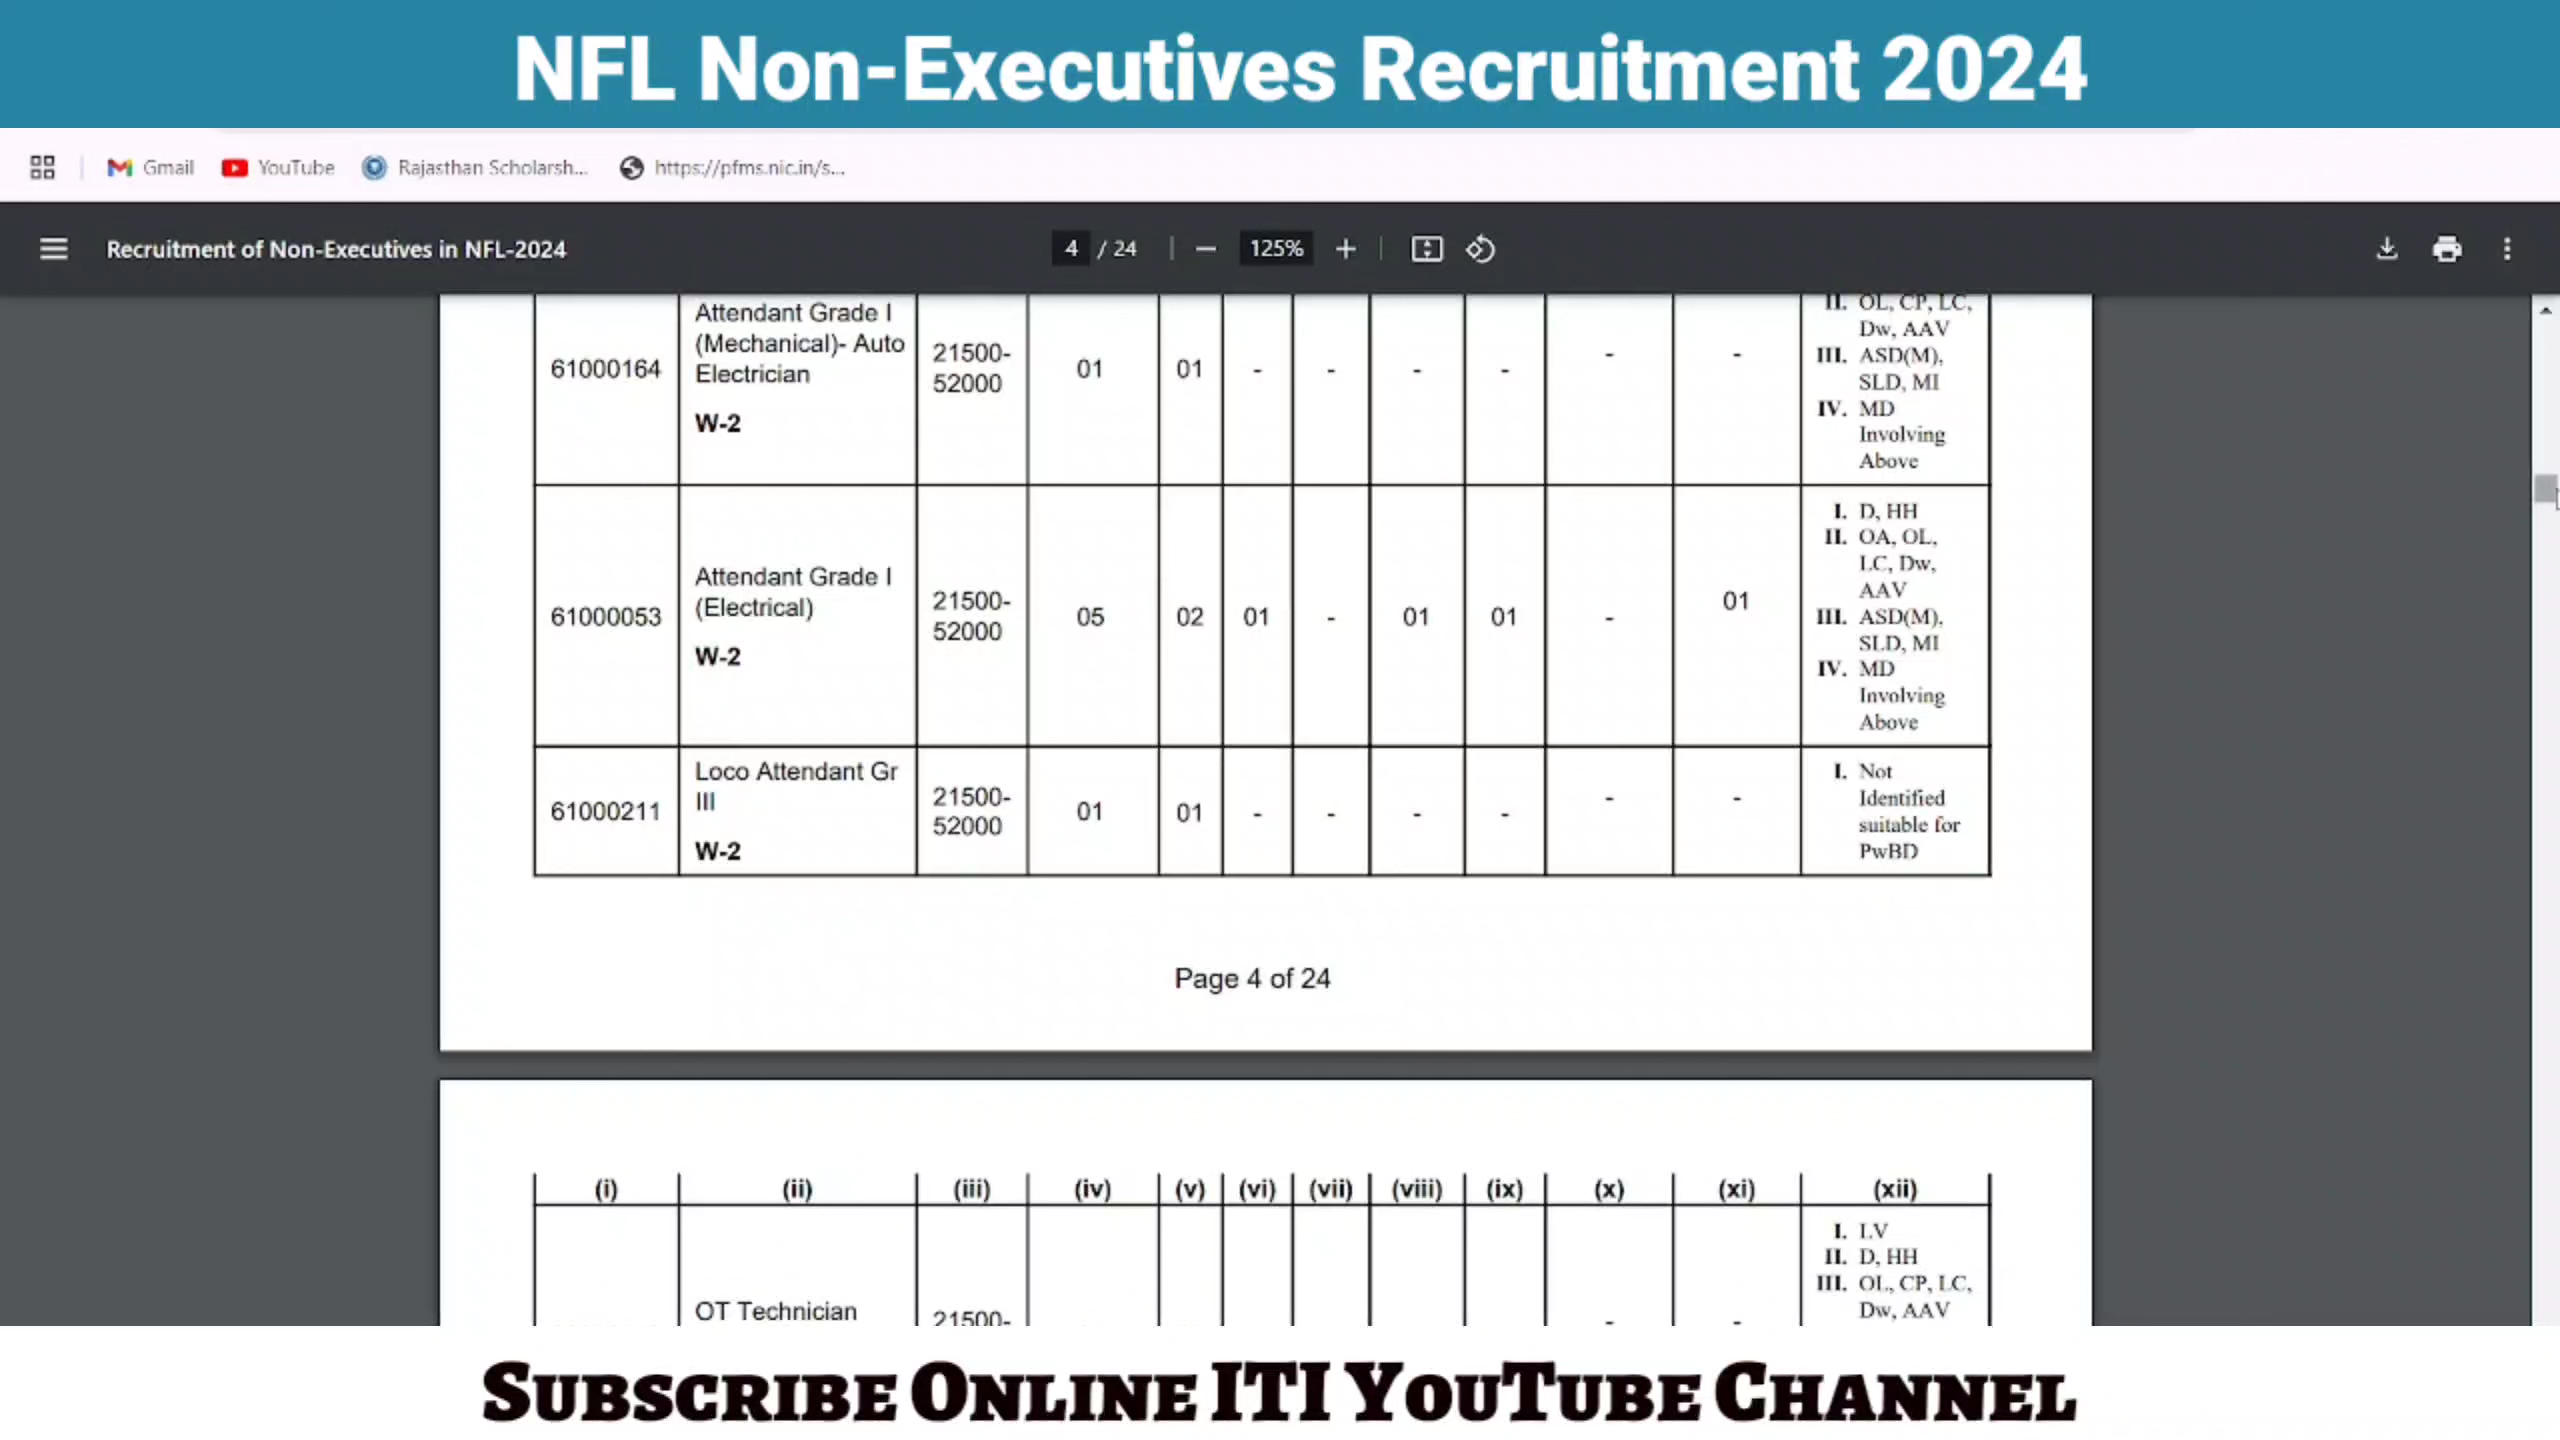 NFL Non-Executives Recruitment 2024
Gmail YouTube Rajasthan Scholarsh... https://pfms.nic.in/s...
Recruitment of Non-Executives in NFL-2024 4 / 24 125%
61000164
Attendant Grade I
(Mechanical)- Auto
Electrician
W-2
21500-
52000
01 01 - - - - - -
II. OL, CP, LC,
Dw, AAV
III. ASD(M),
SLD, MI
IV. MD
Involving
Above
61000053
Attendant Grade I
(Electrical)
W-2
21500-
52000
05 02 01 - 01 01 - 01
I. D, HH
II. OA, OL,
LC, Dw,
AAV
III. ASD(M),
SLD, MI
IV. MD
Involving
Above
61000211
Loco Attendant Gr
III
W-2
21500-
52000
01 01 - - - - - -
I. Not
Identified
suitable for
PwBD
Page 4 of 24
(i) (ii) (iii) (iv) (v) (vi) (vii) (viii) (ix) (x) (xi) (xii)
OT Technician
21500-
- -
I. LV
II. D, HH
III. OL, CP, LC,
Dw, AAV
Subscribe Online ITI YouTube Channel